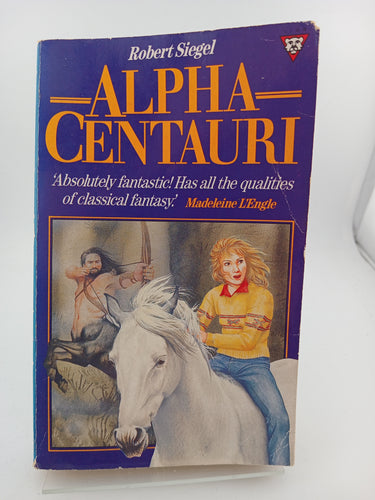 Robert Siegel
ALPHA
CENTAURI
'Absolutely fantastic! Has all the qualities
of classical fantasy.' Madeleine L'Engle